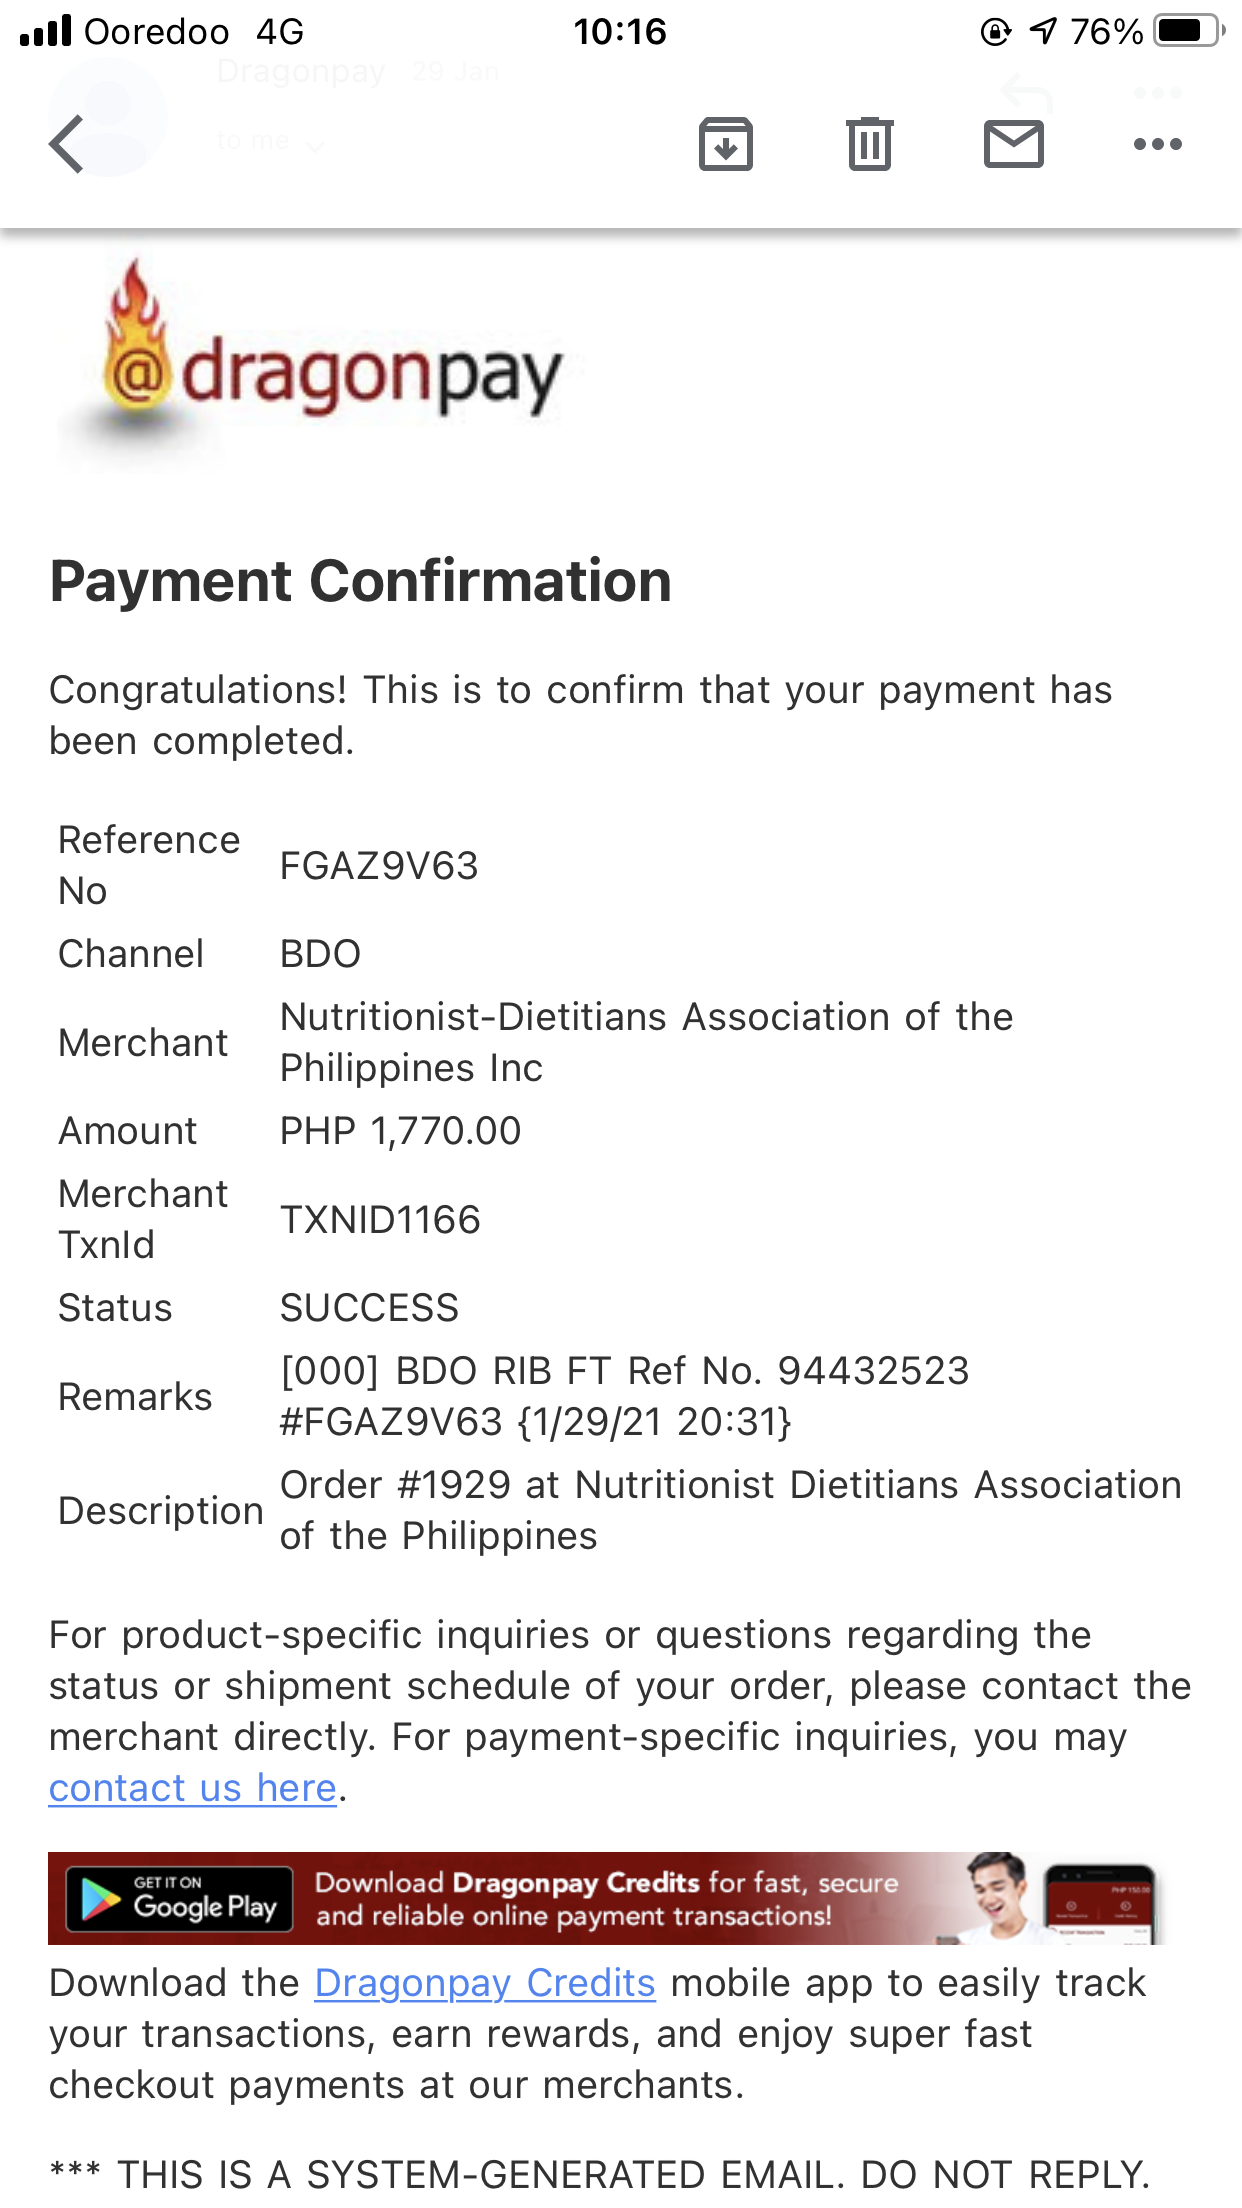 Ooredoo 4G 10:16 76%
Dragonpay 29 Jan
to me
@dragonpay
Payment Confirmation
Congratulations! This is to confirm that your payment has
been completed.
Reference
No
FGAZ9V63
Channel BDO
Merchant
Nutritionist-Dietitians Association of the
Philippines Inc
Amount PHP 1,770.00
Merchant
TxnId
TXNID1166
Status SUCCESS
Remarks
[000] BDO RIB FT Ref No. 94432523
#FGAZ9V63 {1/29/21 20:31}
Description
Order #1929 at Nutritionist Dietitians Association
of the Philippines
For product-specific inquiries or questions regarding the
status or shipment schedule of your order, please contact the
merchant directly. For payment-specific inquiries, you may
contact us here.
GET IT ON
Google Play
Download Dragonpay Credits for fast, secure
and reliable online payment transactions!
Download the Dragonpay Credits mobile app to easily track
your transactions, earn rewards, and enjoy super fast
checkout payments at our merchants.
*** THIS IS A SYSTEM-GENERATED EMAIL. DO NOT REPLY.